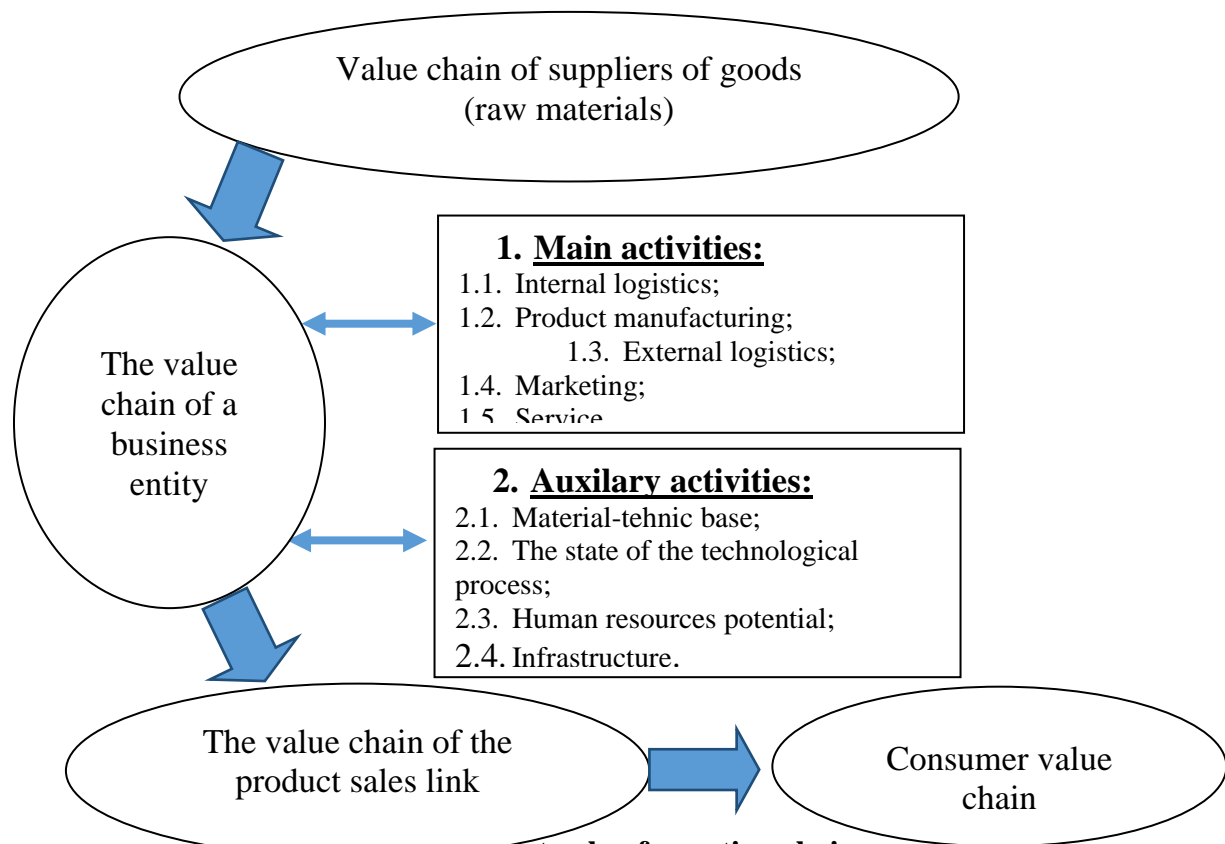 Value chain of suppliers of goods
(raw materials)
The value
chain of a
business
entity
1. Main activities:
1.1. Internal logistics;
1.2. Product manufacturing;
1.3. External logistics;
1.4. Marketing;
1.5. Service
2. Auxilary activities:
2.1. Material-tehnic base;
2.2. The state of the technological
process;
2.3. Human resources potential;
2.4. Infrastructure.
The value chain of the
product sales link
Consumer value
chain